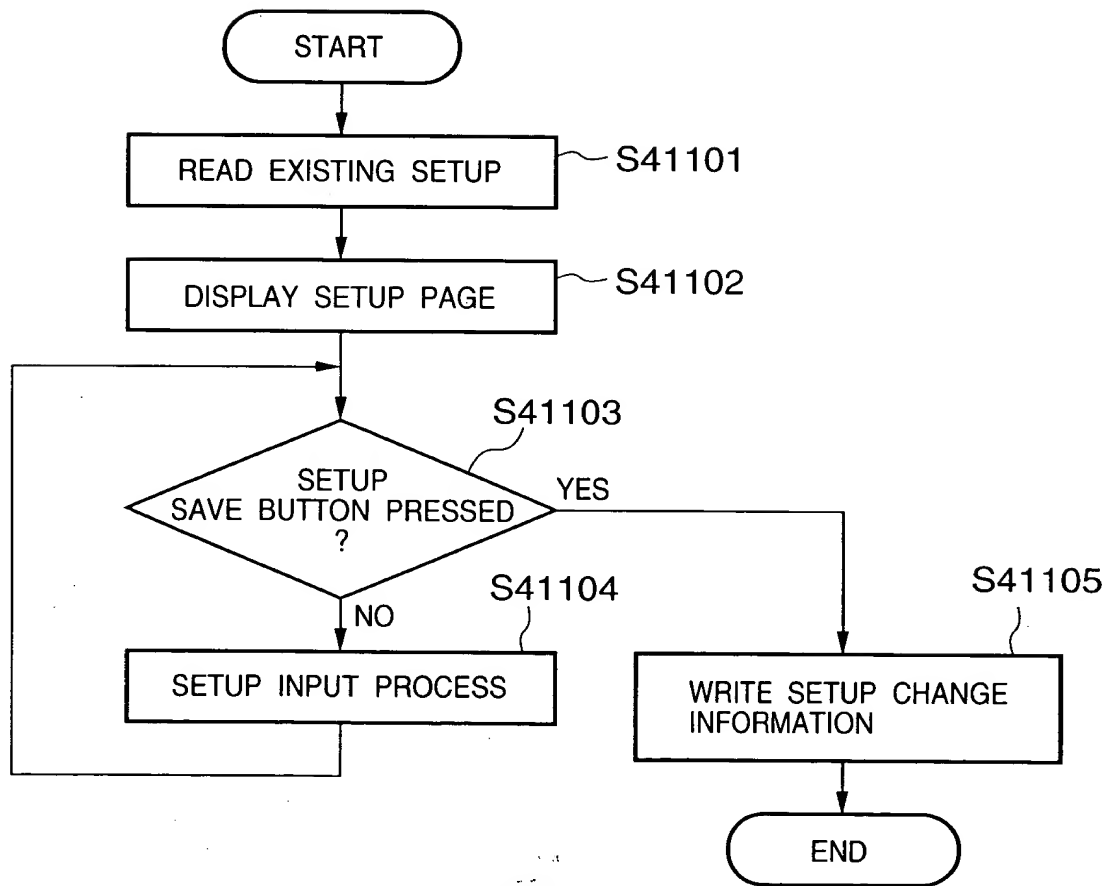 START
READ EXISTING SETUP
S41101
DISPLAY SETUP PAGE
S41102
S41103
SETUP
SAVE BUTTON PRESSED
?
YES
NO
S41104
SETUP INPUT PROCESS
S41105
WRITE SETUP CHANGE
INFORMATION
END